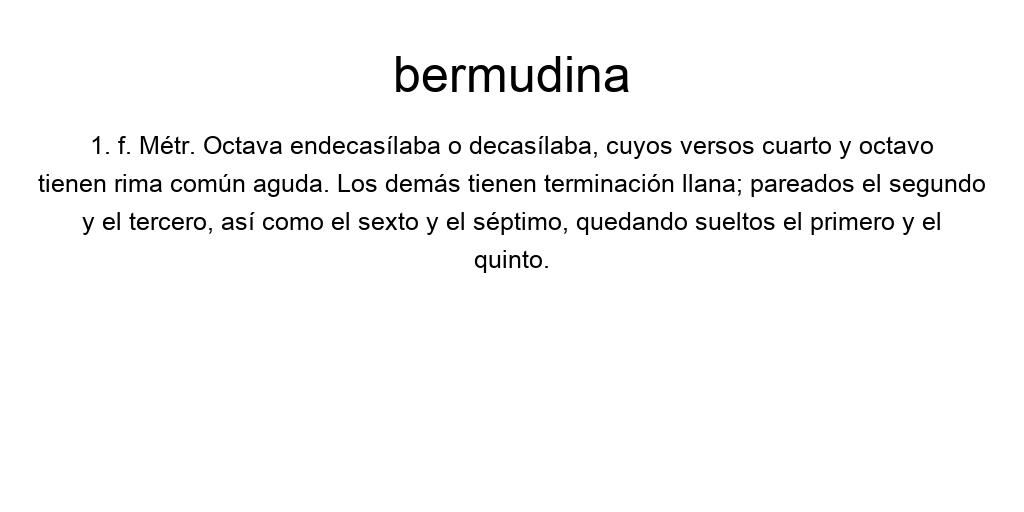 bermudina
1. f. Métr. Octava endecasílaba o decasílaba, cuyos versos cuarto y octavo
tienen rima común aguda. Los demás tienen terminación llana; pareados el segundo
y el tercero, así como el sexto y el séptimo, quedando sueltos el primero y el
quinto.